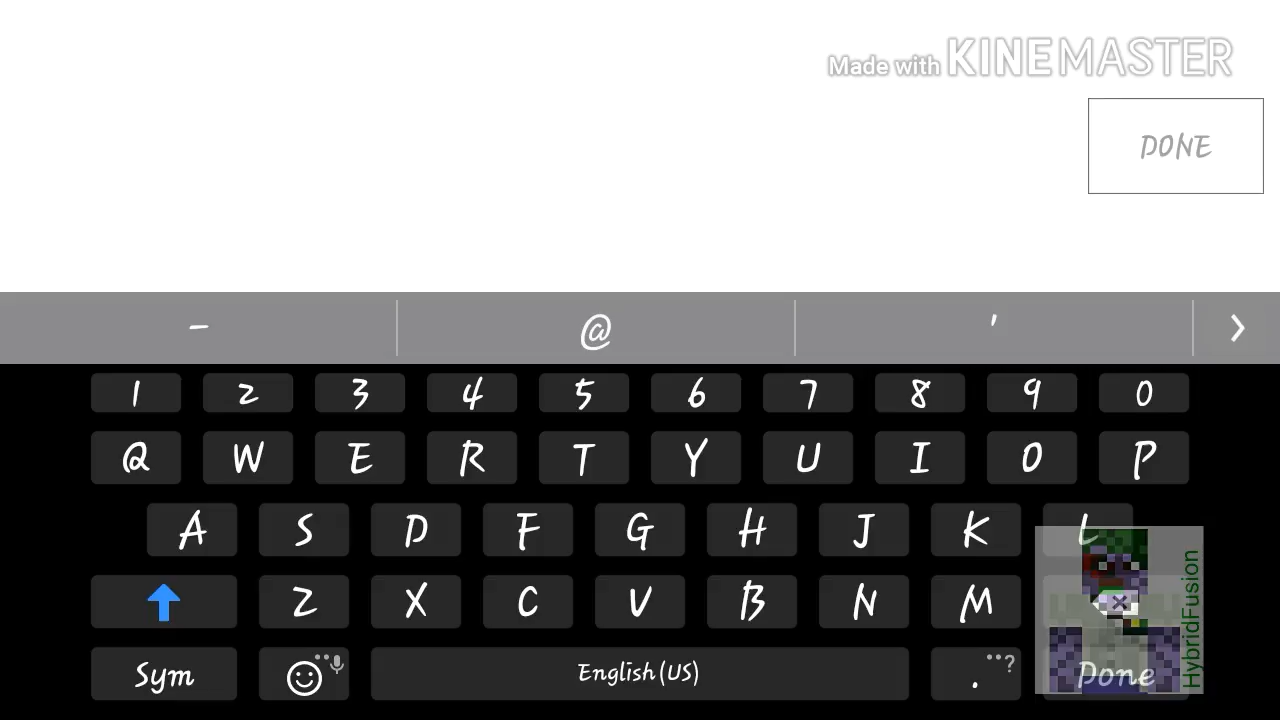 Made with KINEMASTER
DONE
- @ '
1 2 3 4 5 6 7 8 9 0
Q W E R T Y U I O P
A S D F G H J K L
Z X C V B N M
HybridFusion
Sym English(US) . ? Done